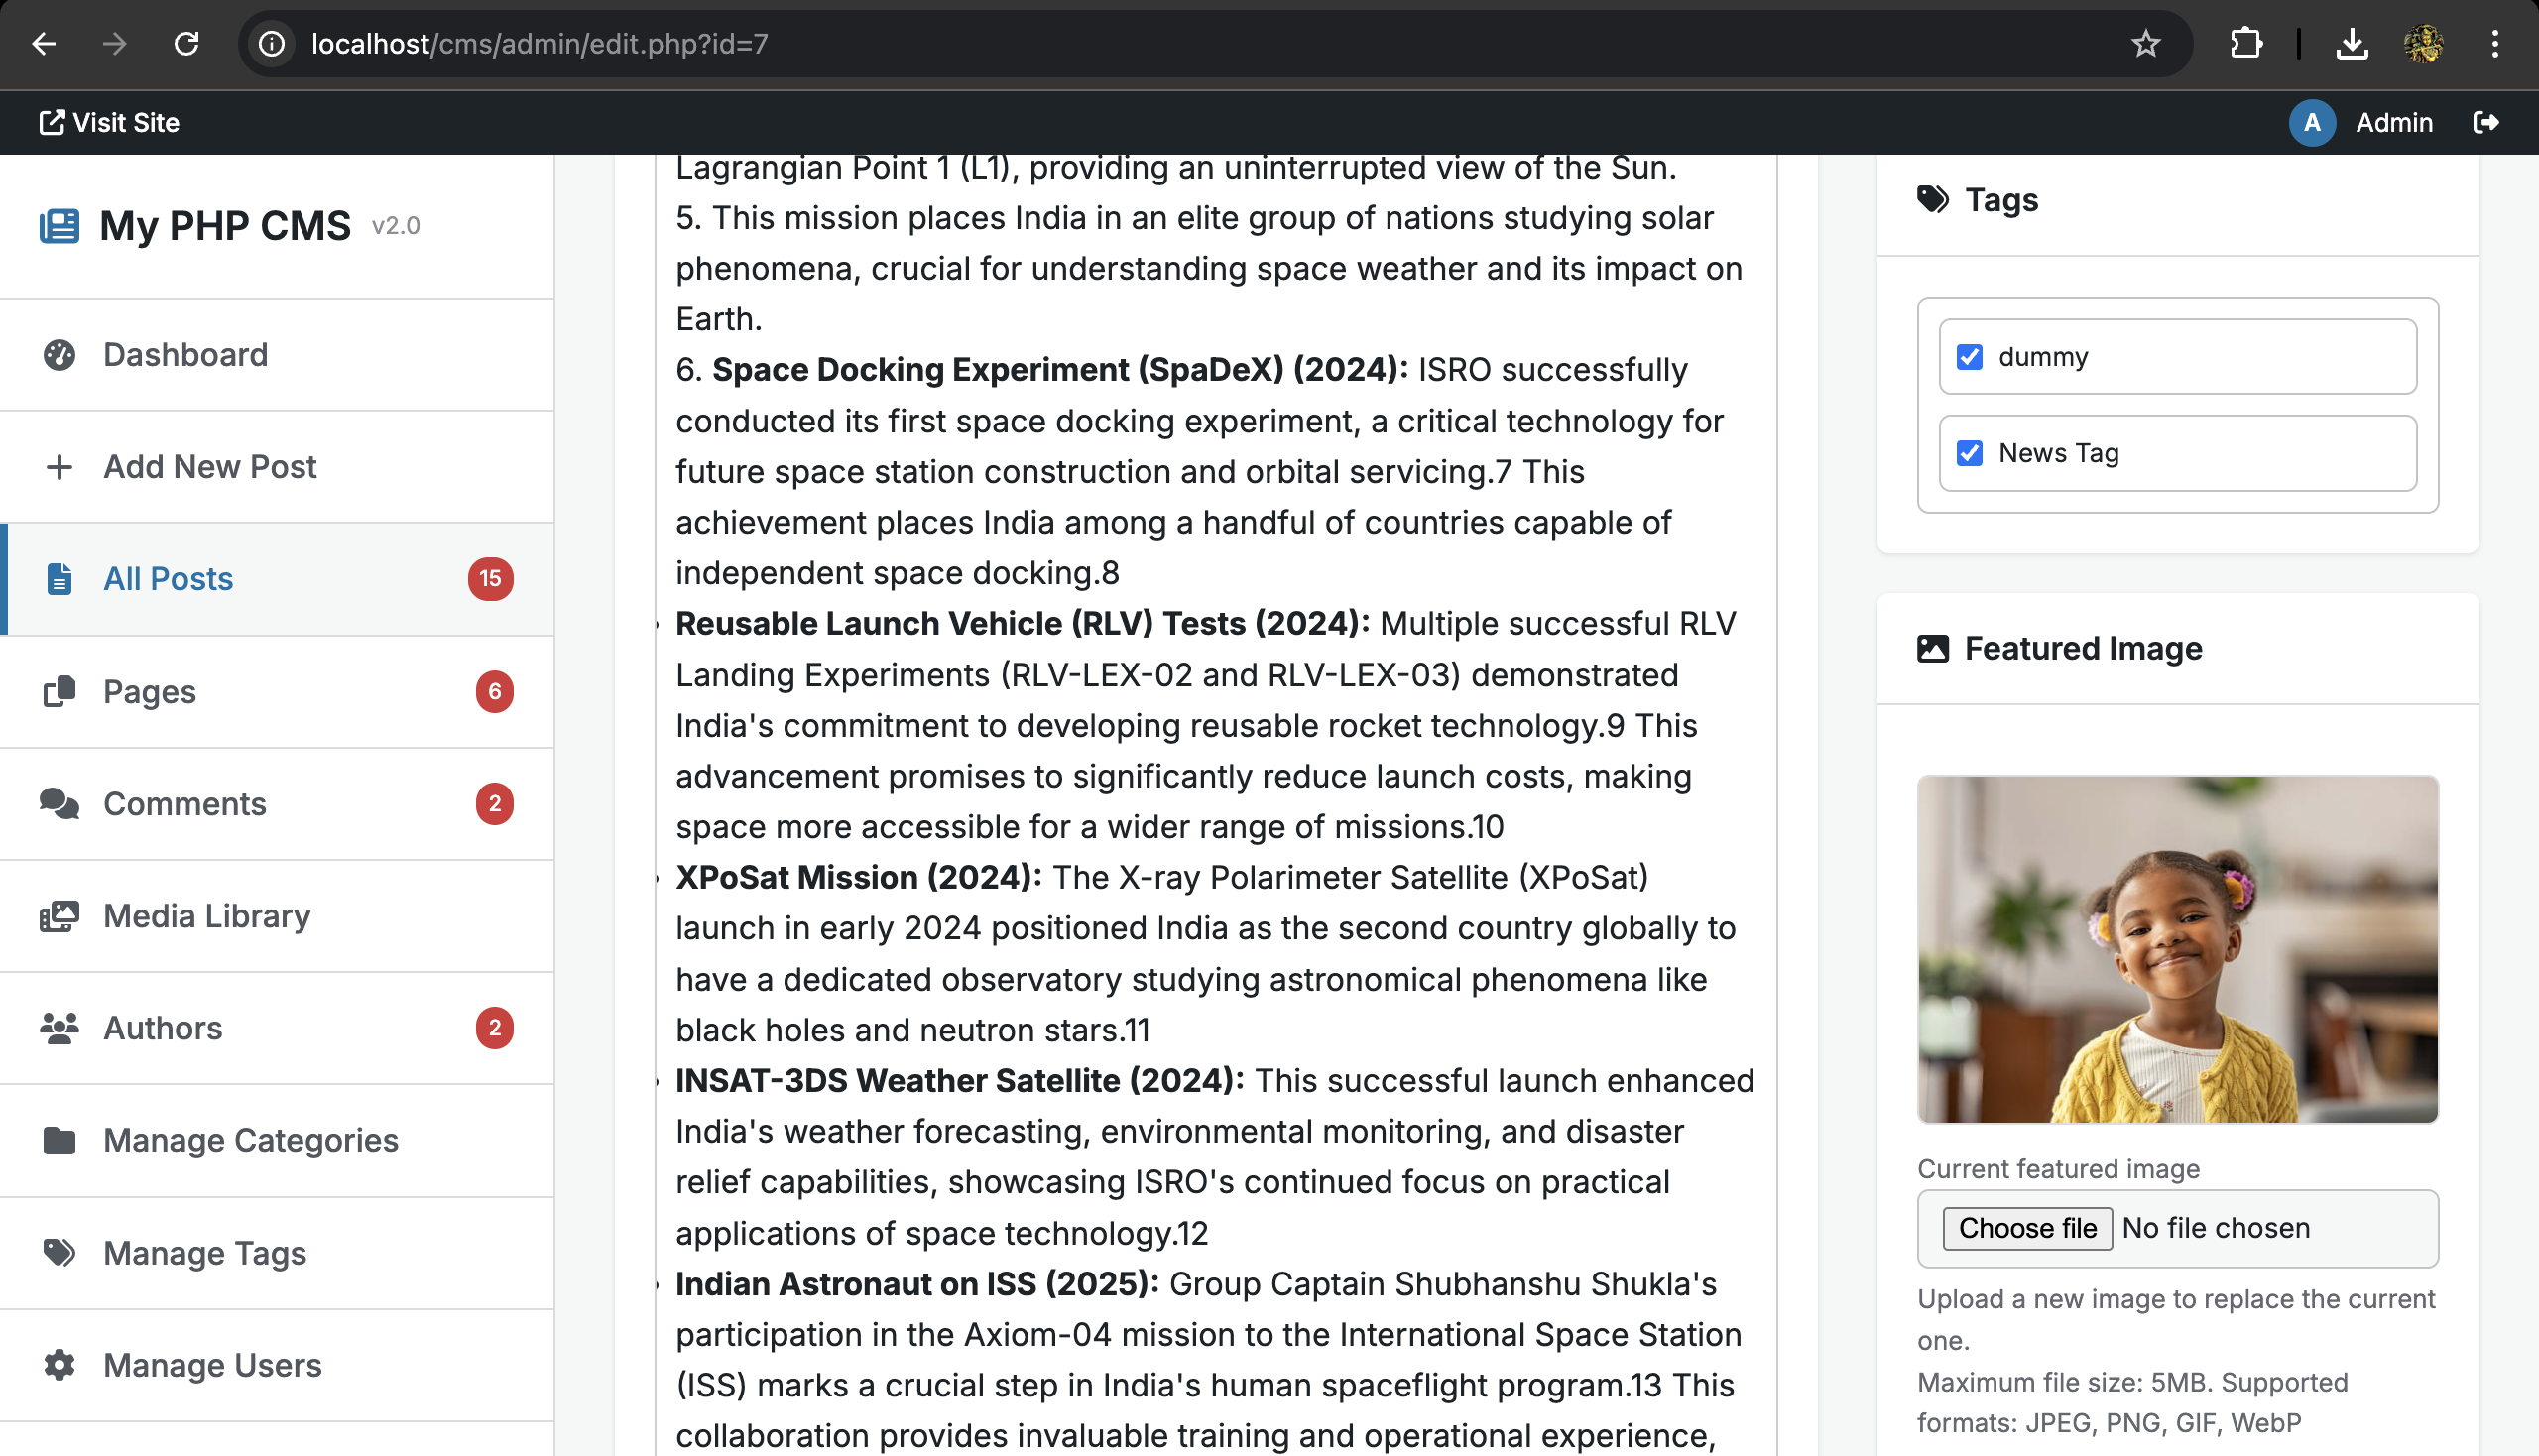 localhost/cms/admin/edit.php?id=7
Visit Site
A
Admin
My PHP CMS v2.0
Dashboard
Add New Post
All Posts 15
Pages 6
Comments 2
Media Library
Authors 2
Manage Categories
Manage Tags
Manage Users
Lagrangian Point 1 (L1), providing an uninterrupted view of the Sun.
5. This mission places India in an elite group of nations studying solar
phenomena, crucial for understanding space weather and its impact on
Earth.
6. Space Docking Experiment (SpaDeX) (2024): ISRO successfully
conducted its first space docking experiment, a critical technology for
future space station construction and orbital servicing.7 This
achievement places India among a handful of countries capable of
independent space docking.8
Reusable Launch Vehicle (RLV) Tests (2024): Multiple successful RLV
Landing Experiments (RLV-LEX-02 and RLV-LEX-03) demonstrated
India's commitment to developing reusable rocket technology.9 This
advancement promises to significantly reduce launch costs, making
space more accessible for a wider range of missions.10
XPoSat Mission (2024): The X-ray Polarimeter Satellite (XPoSat)
launch in early 2024 positioned India as the second country globally to
have a dedicated observatory studying astronomical phenomena like
black holes and neutron stars.11
INSAT-3DS Weather Satellite (2024): This successful launch enhanced
India's weather forecasting, environmental monitoring, and disaster
relief capabilities, showcasing ISRO's continued focus on practical
applications of space technology.12
Indian Astronaut on ISS (2025): Group Captain Shubhanshu Shukla's
participation in the Axiom-04 mission to the International Space Station
(ISS) marks a crucial step in India's human spaceflight program.13 This
collaboration provides invaluable training and operational experience,
Tags
dummy
News Tag
Featured Image
Current featured image
Choose file No file chosen
Upload a new image to replace the current
one.
Maximum file size: 5MB. Supported
formats: JPEG, PNG, GIF, WebP